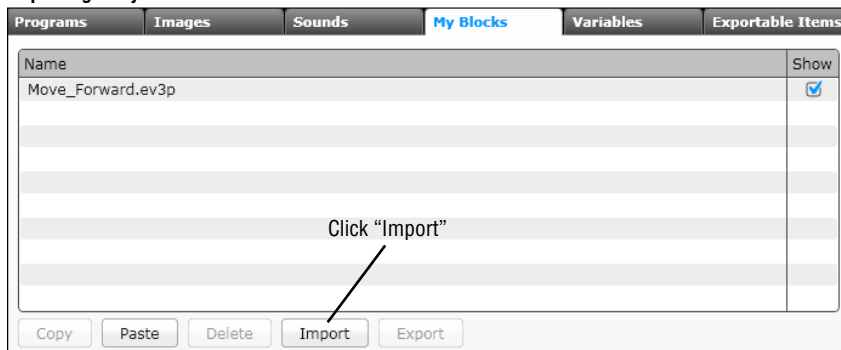 Programs Images Sounds My Blocks Variables Exportable Items
Name Show
Move_Forward.ev3p
Click “Import”
Copy Paste Delete Import Export